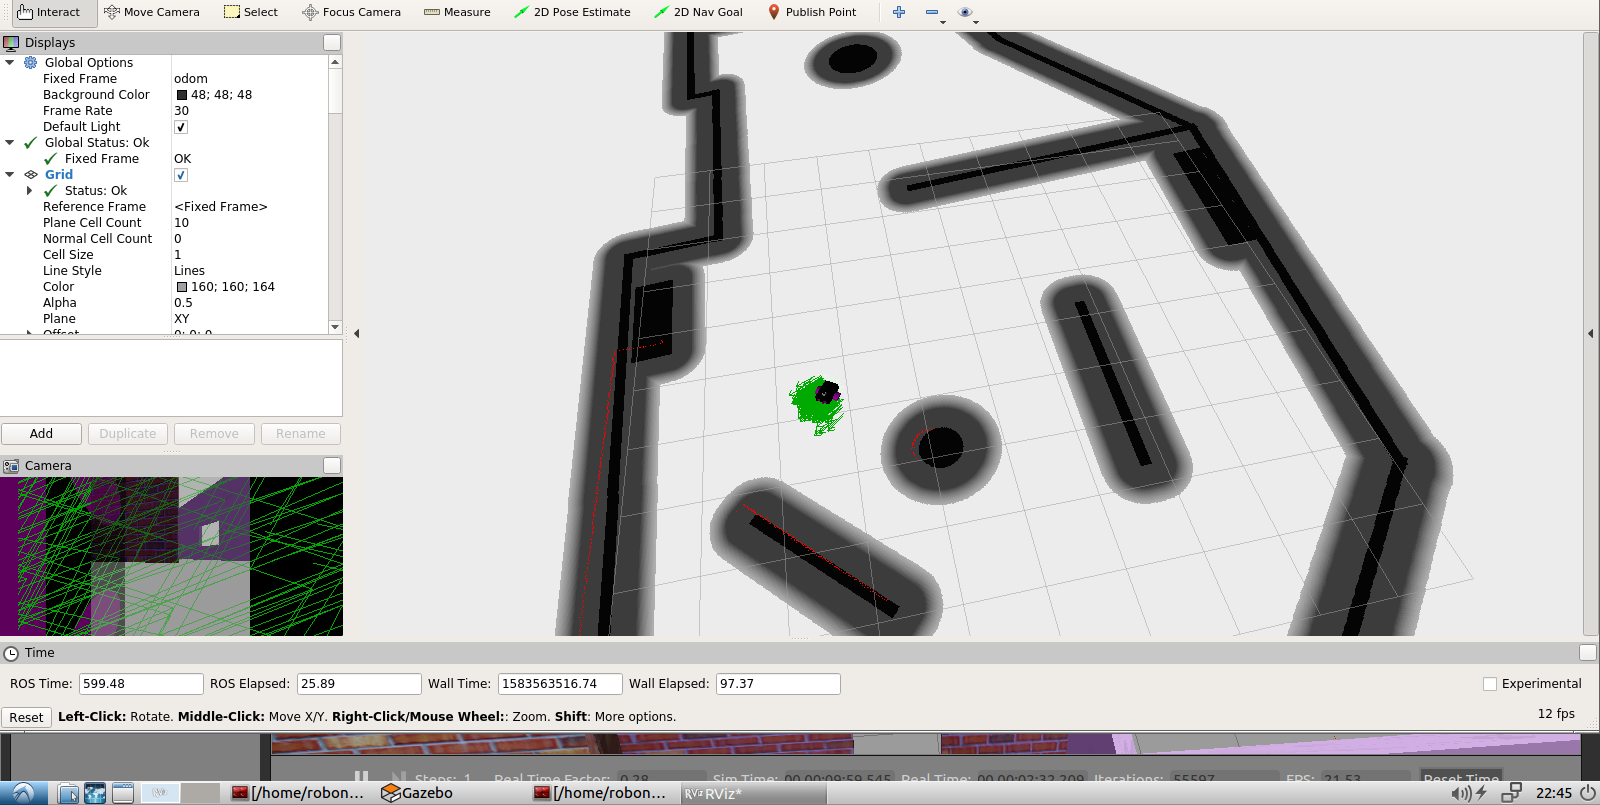 Interact Move Camera Select Focus Camera Measure 2D Pose Estimate 2D Nav Goal Publish Point
Displays
Global Options
Fixed Frame odom
Background Color 48; 48; 48
Frame Rate 30
Default Light
Global Status: Ok
Fixed Frame OK
Grid
Status: Ok
Reference Frame <Fixed Frame>
Plane Cell Count 10
Normal Cell Count 0
Cell Size 1
Line Style Lines
Color 160; 160; 164
Alpha 0.5
Plane XY
Offset 0; 0; 0
Add Duplicate Remove Rename
Camera
Time
ROS Time: 599.48 ROS Elapsed: 25.89 Wall Time: 1583563516.74 Wall Elapsed: 97.37 Experimental
Reset Left-Click: Rotate. Middle-Click: Move X/Y. Right-Click/Mouse Wheel:: Zoom. Shift: More options. 12 fps
Steps: 1 Real Time Factor: 0.28 Sim Time: 00 00:09:59.545 Real Time: 00 00:02:32.209 Iterations: 55597 FPS: 21.53 Reset Time
[/home/robon... Gazebo [/home/robon... RViz RViz* 22:45